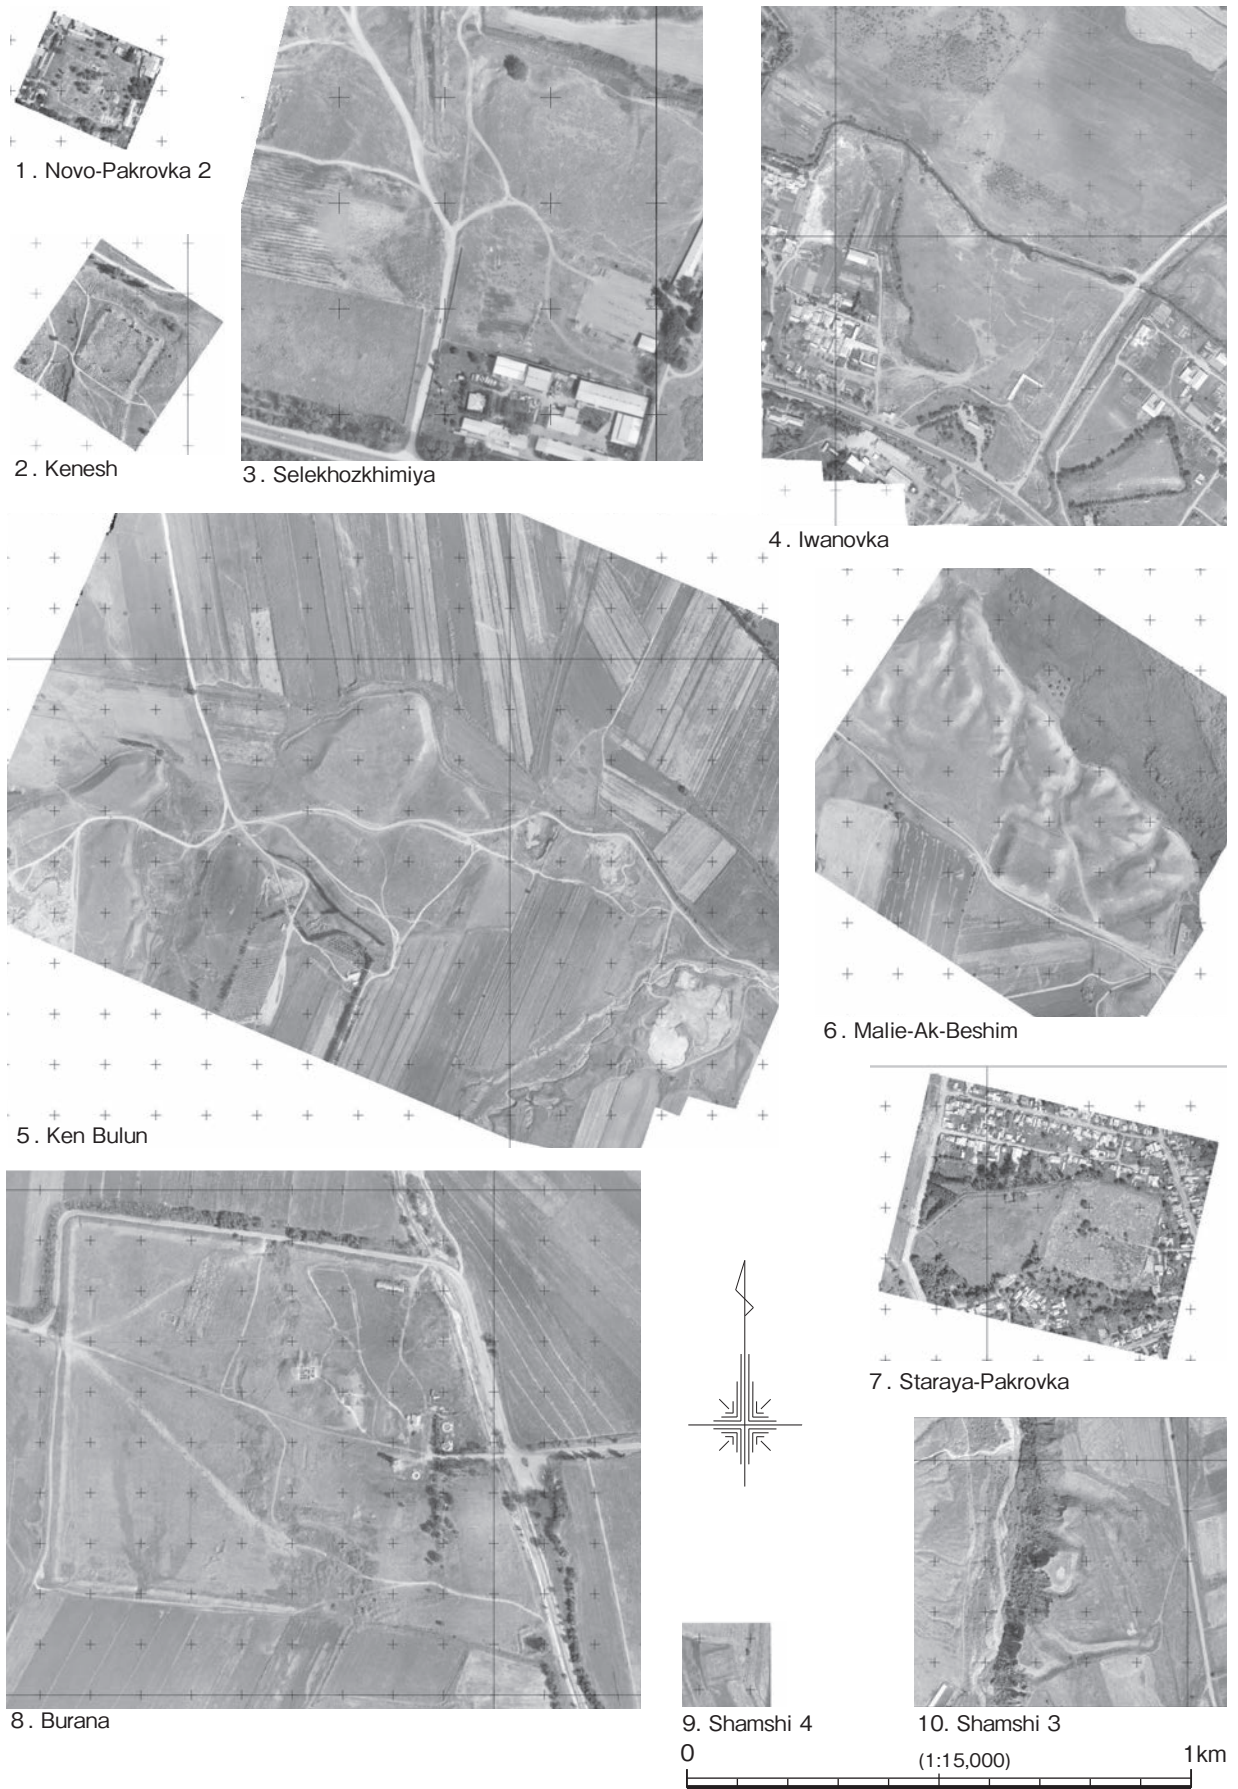 1. Novo-Pakrovka 2
2. Kenesh
3. Selekhozkhimiya
4. Iwanovka
5. Ken Bulun
6. Malie-Ak-Beshim
7. Staraya-Pakrovka
8. Burana
9. Shamshi 4
10. Shamshi 3
0 (1:15,000) 1km